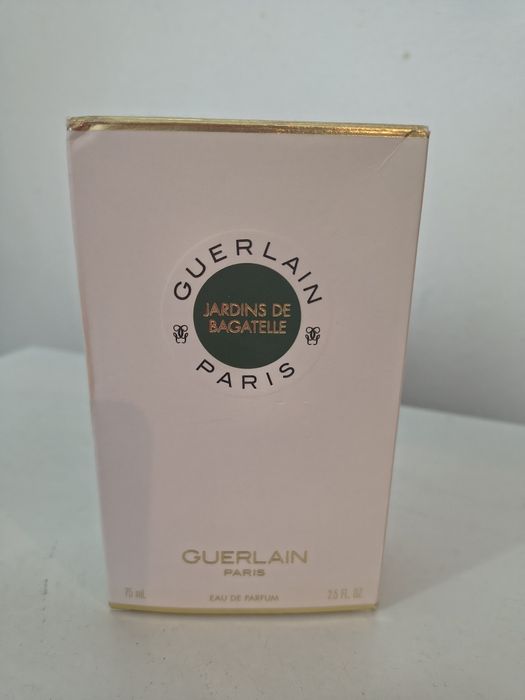 GUERLAIN
JARDINS DE
BAGATELLE
PARIS
GUERLAIN
PARIS
75 mL
EAU DE PARFUM
2.5 FL. OZ